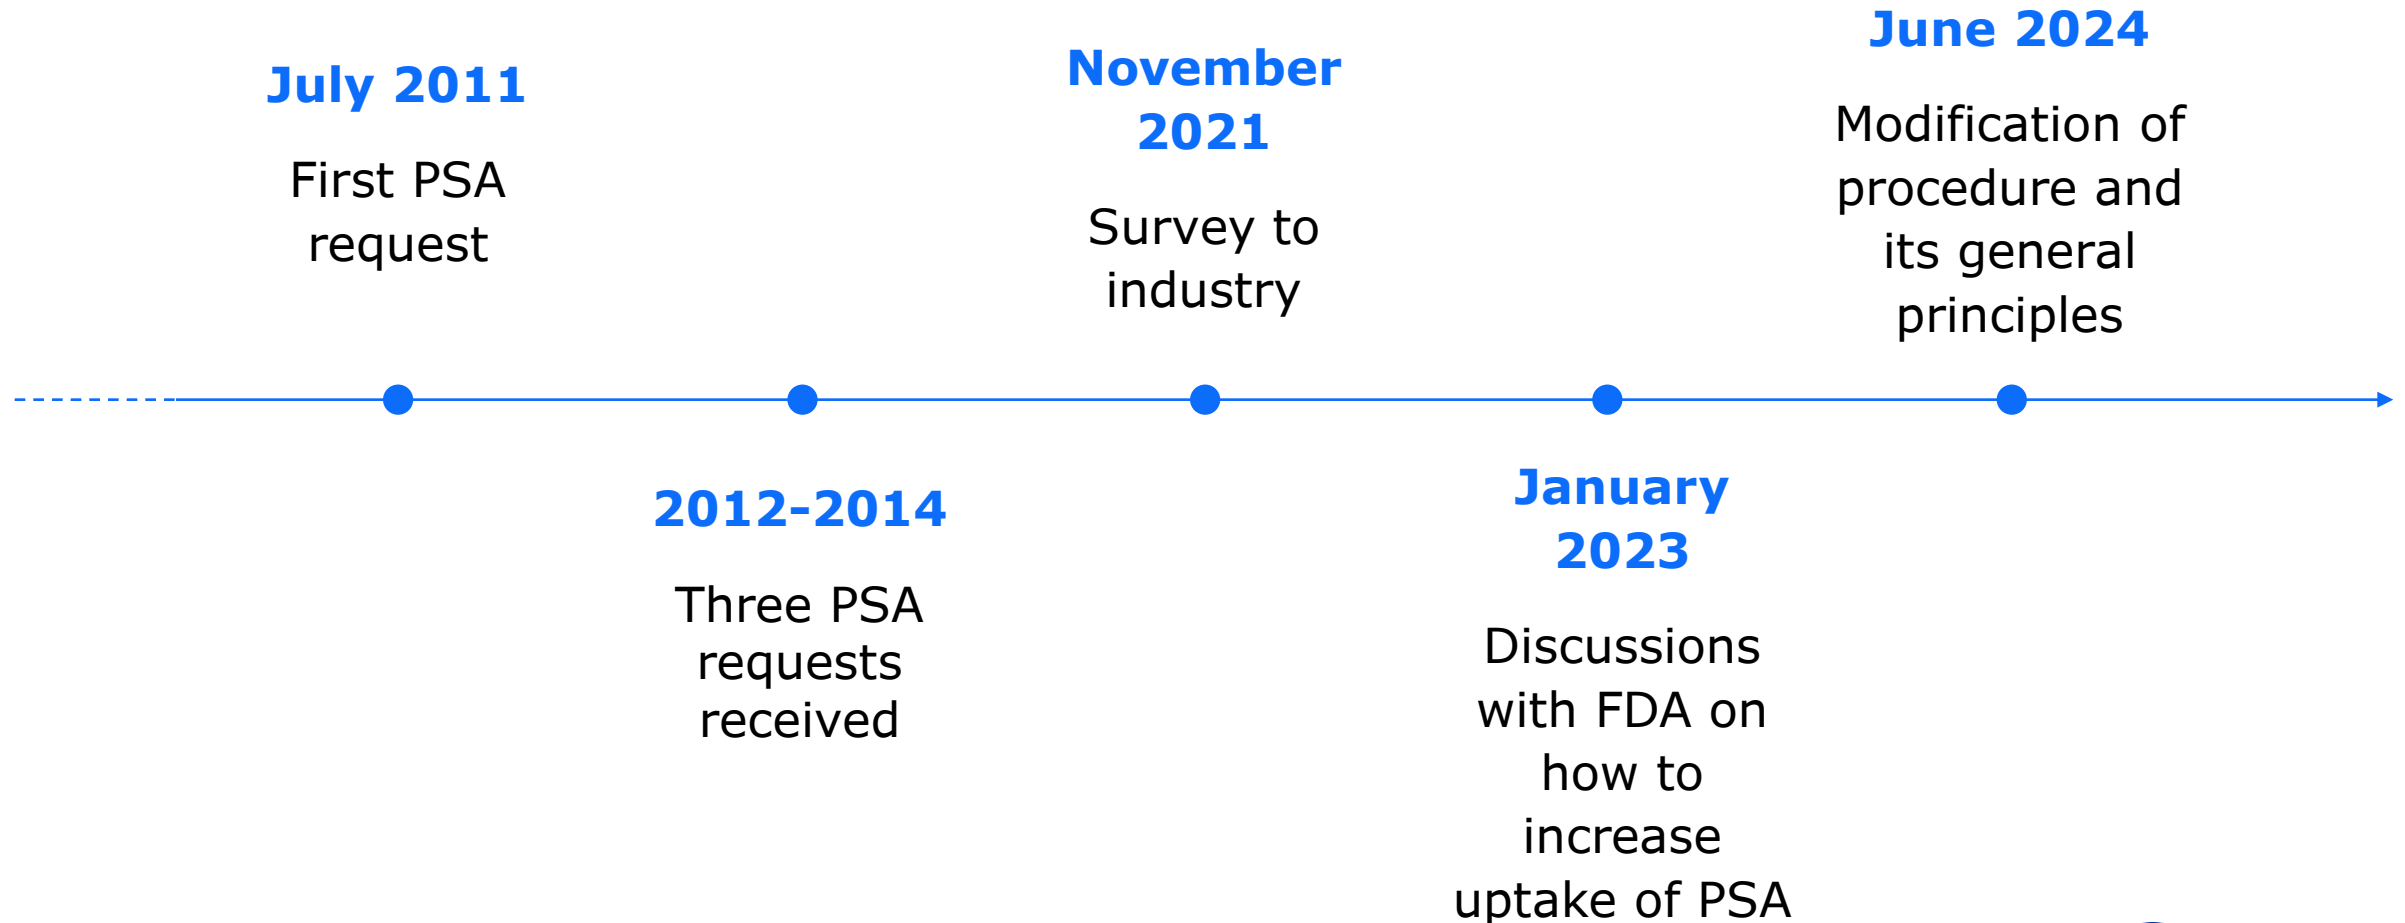 July 2011
First PSA
request
2012-2014
Three PSA
requests
received
November
2021
Survey to
industry
January
2023
Discussions
with FDA on
how to
increase
uptake of PSA
June 2024
Modification of
procedure and
its general
principles